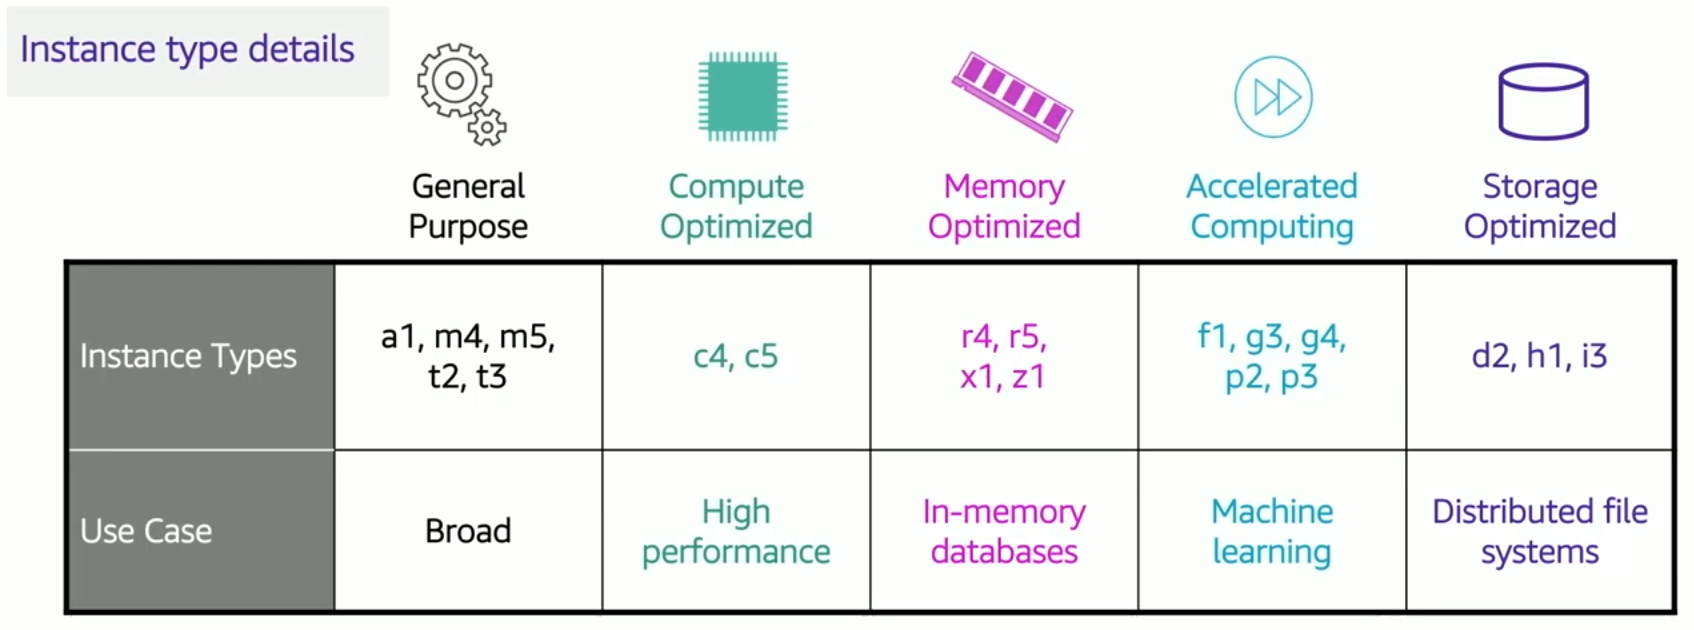 Instance type details
General
Purpose
Compute
Optimized
Memory
Optimized
Accelerated
Computing
Storage
Optimized
Instance Types
a1, m4, m5,
t2, t3
c4, c5
r4, r5,
x1, z1
f1, g3, g4,
p2, p3
d2, h1, i3
Use Case
Broad
High
performance
In-memory
databases
Machine
learning
Distributed file
systems